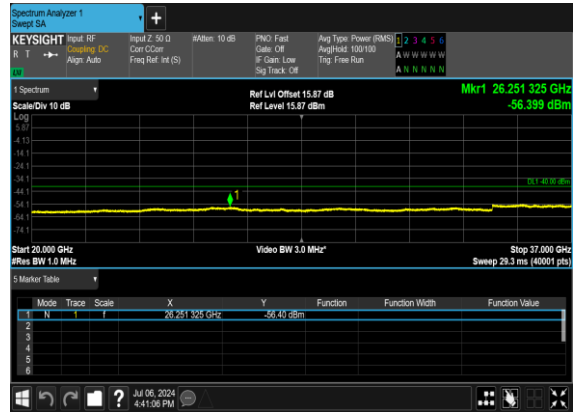 Spectrum Analyzer 1
Swept SA
KEYSIGHT Input: RF Input Z: 50 Ω #Atten: 10 dB PNO: Fast Avg Type: Power (RMS) 1 2 3 4 5 6
R T Coupling: DC Corr CCorr Gate: Off Avg|Hold: 100/100 A W W W W W
Align: Auto Freq Ref: Int (S) IF Gain: Low Trig: Free Run
Sig Track: Off A N N N N N
1 Spectrum Ref Lvl Offset 15.87 dB Mkr1 26.251 325 GHz
Scale/Div 10 dB Ref Level 15.87 dBm -56.399 dBm
Log
5.87
-4.13
-14.1
-24.1
-34.1
DL1 -40.00 dBm
-44.1
1
-54.1
-64.1
-74.1
Start 20.000 GHz Video BW 3.0 MHz* Stop 37.000 GHz
#Res BW 1.0 MHz Sweep 29.3 ms (40001 pts)
5 Marker Table
Mode Trace Scale X Y Function Function Width Function Value
1 N 1 f 26.251 325 GHz -56.40 dBm
2
3
4
5
6
? Jul 06, 2024
4:41:06 PM